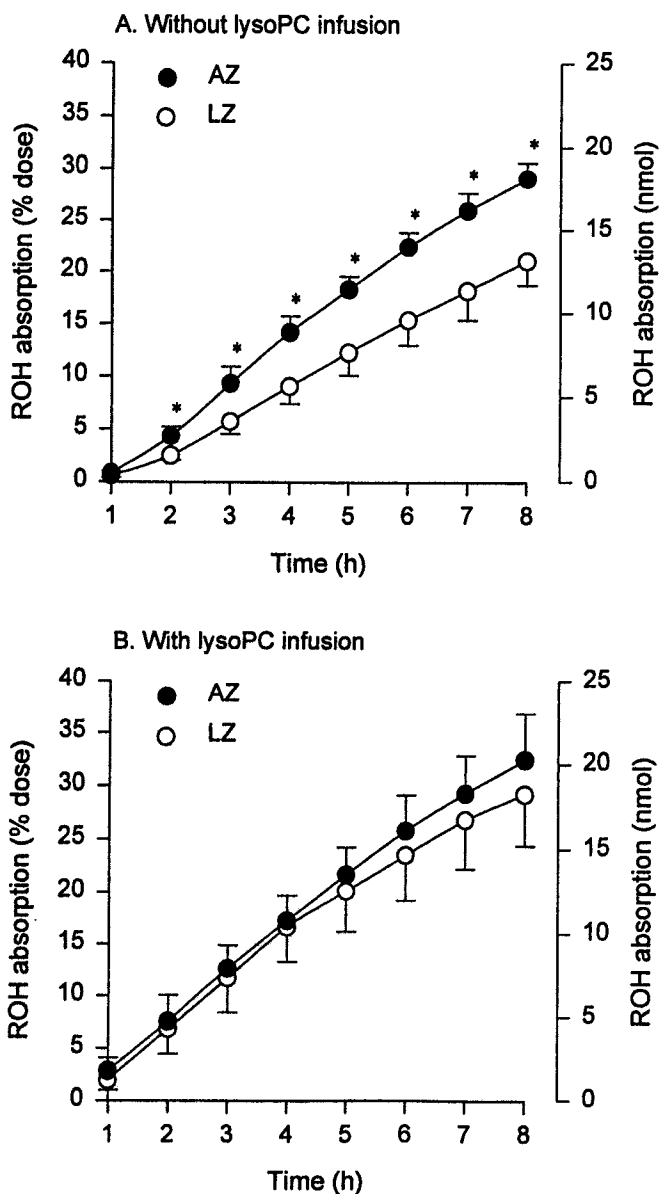 A. Without lysoPC infusion
ROH absorption (% dose)
40
35
30
25
20
15
10
5
0
AZ
LZ
* * * * * * *
25
20
15
10
5
0
ROH absorption (nmol)
1 2 3 4 5 6 7 8
Time (h)
B. With lysoPC infusion
ROH absorption (% dose)
40
35
30
25
20
15
10
5
0
AZ
LZ
25
20
15
10
5
0
ROH absorption (nmol)
1 2 3 4 5 6 7 8
Time (h)